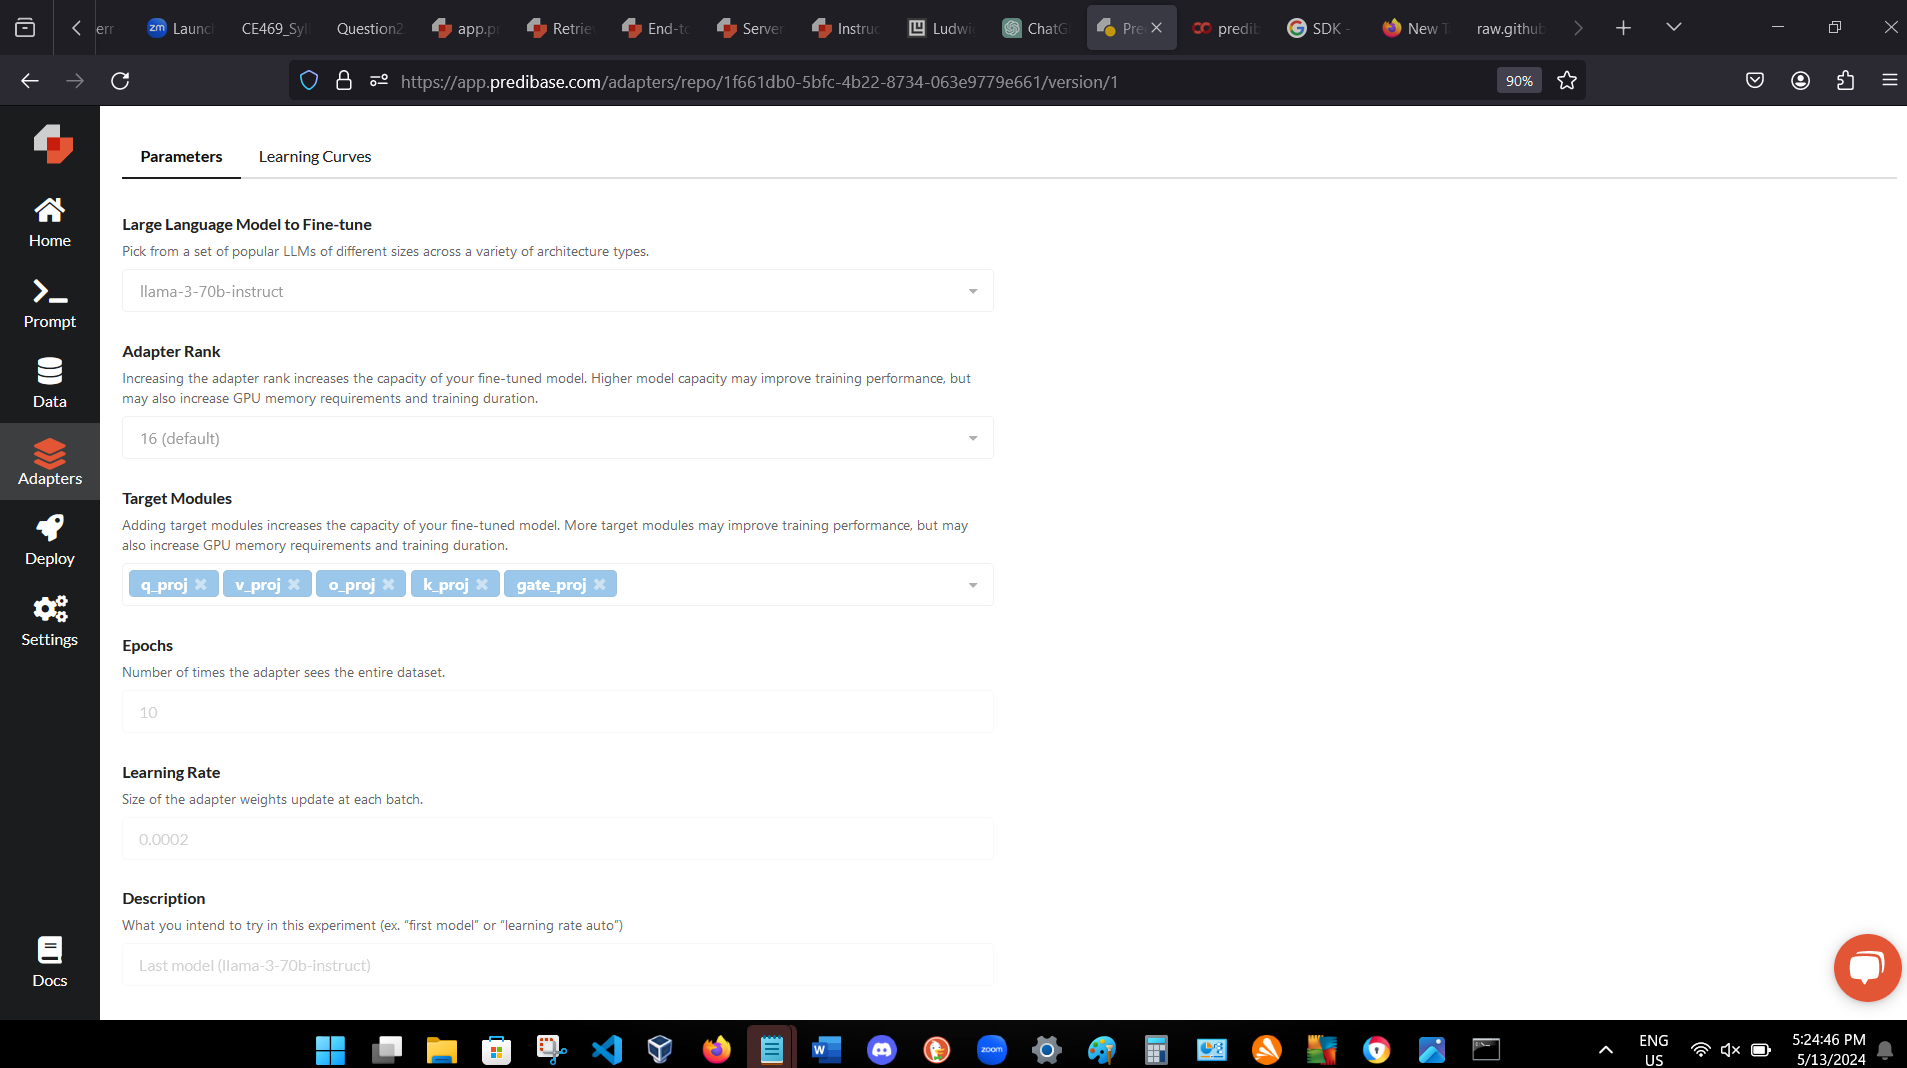 err
zm Launch
CE469_Syll
Question2
app.pr
Retriev
End-to
Server
Instruc
Ludwi
ChatG
Pred
predib
SDK -
New T
raw.github
https://app.predibase.com/adapters/repo/1f661db0-5bfc-4b22-8734-063e9779e661/version/1
90%
Home
Prompt
Data
Adapters
Deploy
Settings
Docs
Parameters
Learning Curves
Large Language Model to Fine-tune
Pick from a set of popular LLMs of different sizes across a variety of architecture types.
llama-3-70b-instruct
Adapter Rank
Increasing the adapter rank increases the capacity of your fine-tuned model. Higher model capacity may improve training performance, but
may also increase GPU memory requirements and training duration.
16 (default)
Target Modules
Adding target modules increases the capacity of your fine-tuned model. More target modules may improve training performance, but may
also increase GPU memory requirements and training duration.
q_proj
v_proj
o_proj
k_proj
gate_proj
Epochs
Number of times the adapter sees the entire dataset.
10
Learning Rate
Size of the adapter weights update at each batch.
0.0002
Description
What you intend to try in this experiment (ex. “first model” or “learning rate auto”)
Last model (llama-3-70b-instruct)
zoom
ENG
US
5:24:46 PM
5/13/2024